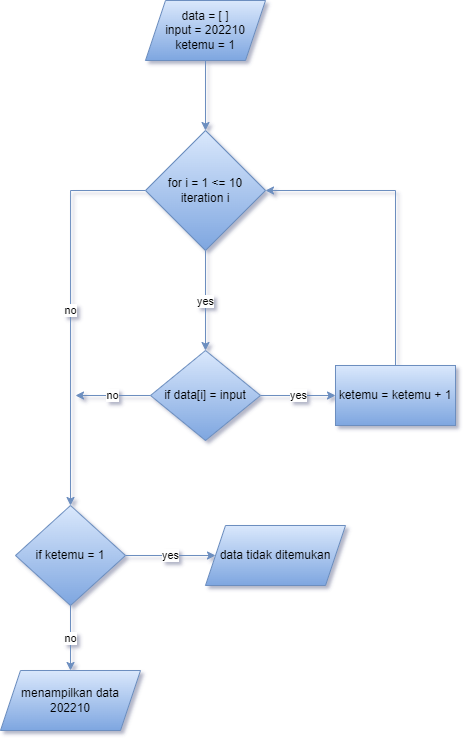 data = [ ]
input = 202210
ketemu = 1
for i = 1 <= 10
iteration i
no
yes
if data[i] = input
no
yes
ketemu = ketemu + 1
if ketemu = 1
yes
data tidak ditemukan
no
menampilkan data
202210